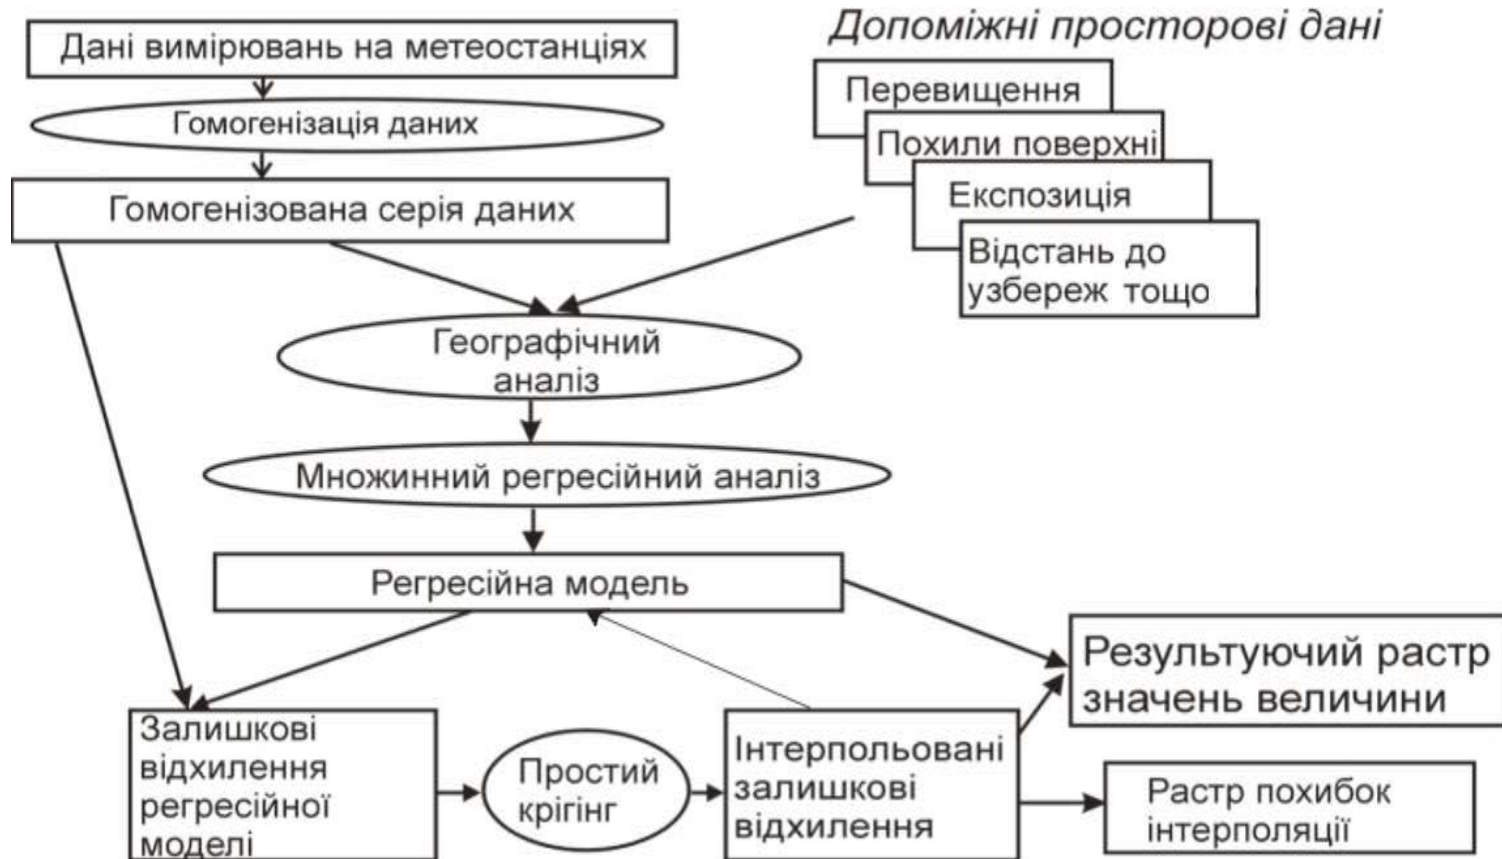 Допоміжні просторові дані
Дані вимірювань на метеостанціях
Гомогенізація даних
Гомогенізована серія даних
Перевищення
Похили поверхні
Експозиція
Відстань до
узбереж тощо
Географічний
аналіз
Множинний регресійний аналіз
Регресійна модель
Результуючий растр
значень величини
Залишкові
відхилення
регресійної
моделі
Простий
крігінг
Інтерпольовані
залишкові
відхилення
Растр похибок
інтерполяції